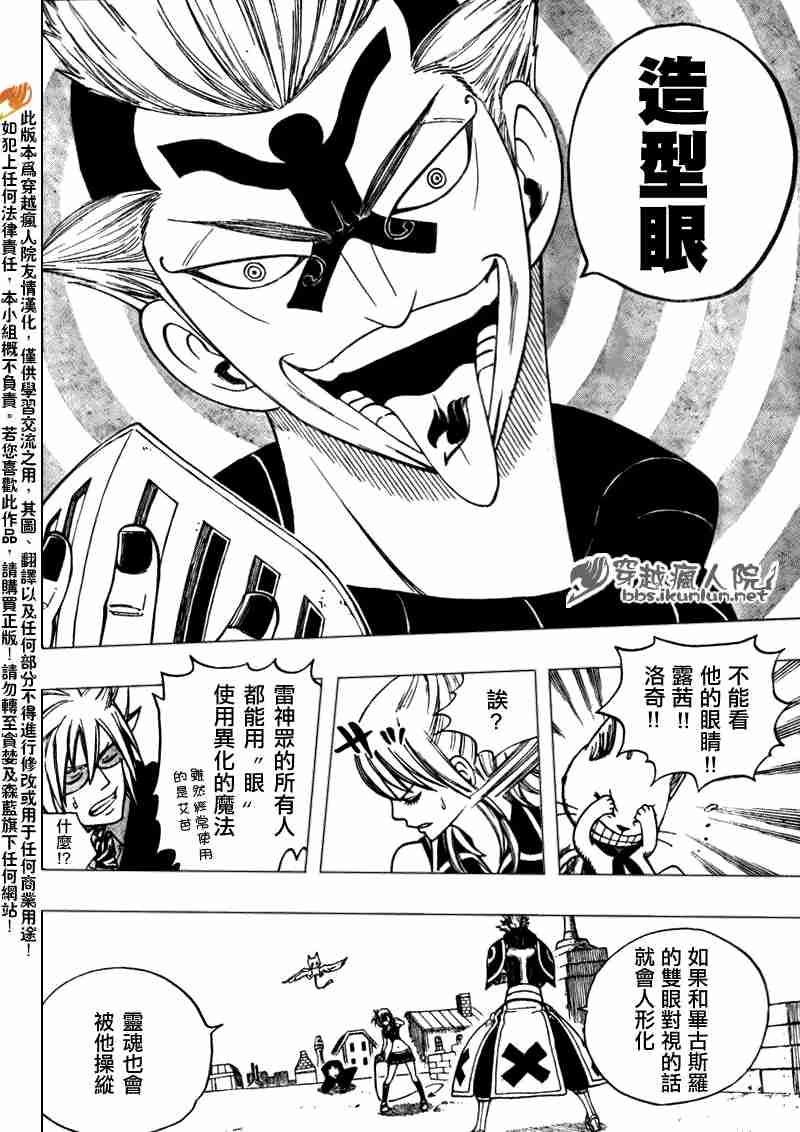 造型眼
穿越瘋人院
bbs.ikunlun.net
不能看
他的眼睛!!
露茜!!
洛奇!!
誒?
雷神眾的所有人
都能用〞眼〞
使用異化的魔法
雖然經常使用
的是艾芭
什麼!?
如果和畢古斯羅
的雙眼對視的話
就會人形化
靈魂也會
被他操縱
此版本爲穿越瘋人院友情漢化，僅供學習交流之用，其圖、翻譯以及任何部分不得進行修改或用于任何商業用途！
如犯上任何法律責任，本小組概不負責。若您喜歡此作品，請購買正版！請勿轉至貪婪及森藍旗下任何網站！